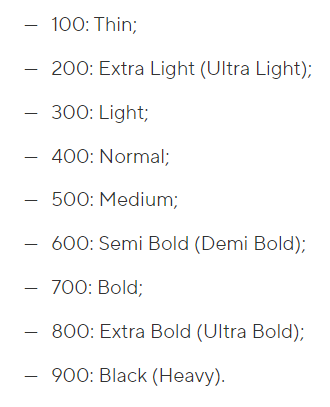 — 100: Thin;
— 200: Extra Light (Ultra Light);
— 300: Light;
— 400: Normal;
— 500: Medium;
— 600: Semi Bold (Demi Bold);
— 700: Bold;
— 800: Extra Bold (Ultra Bold);
— 900: Black (Heavy).